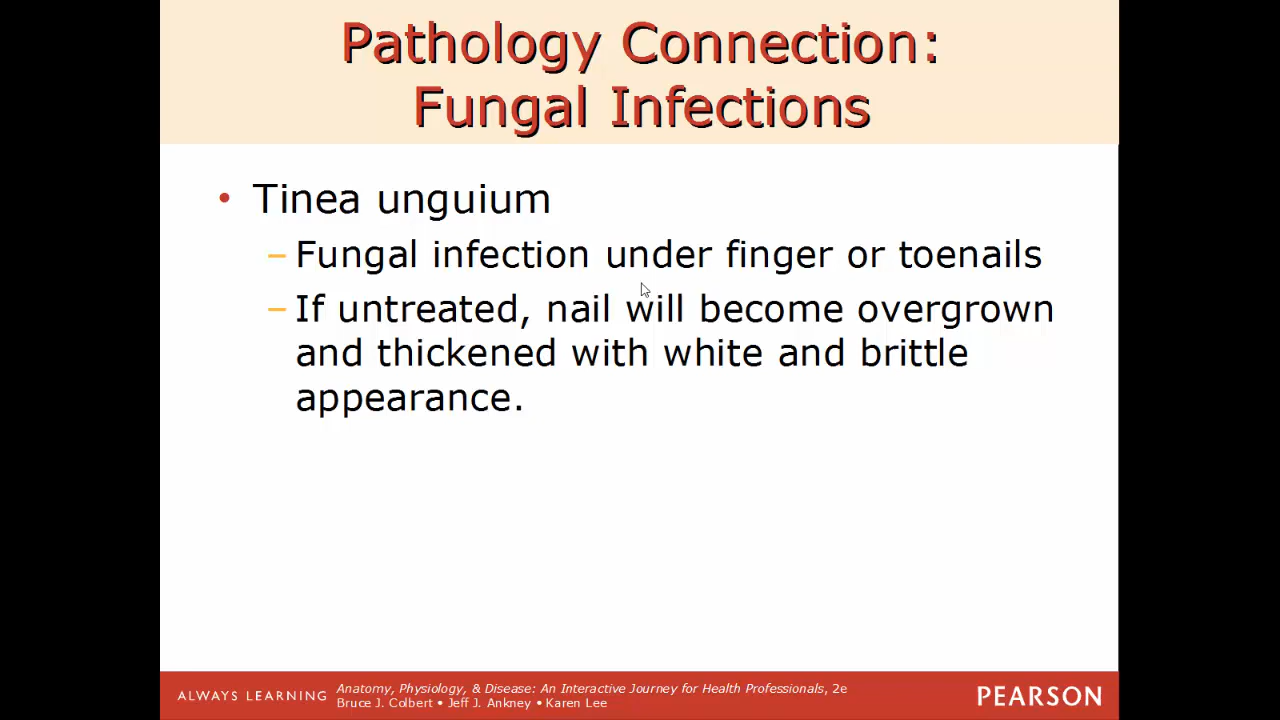 Pathology Connection:
Fungal Infections
• Tinea unguium
– Fungal infection under finger or toenails
– If untreated, nail will become overgrown
and thickened with white and brittle
appearance.
ALWAYS LEARNING
Anatomy, Physiology, & Disease: An Interactive Journey for Health Professionals, 2e
Bruce J. Colbert • Jeff J. Ankney • Karen Lee
PEARSON